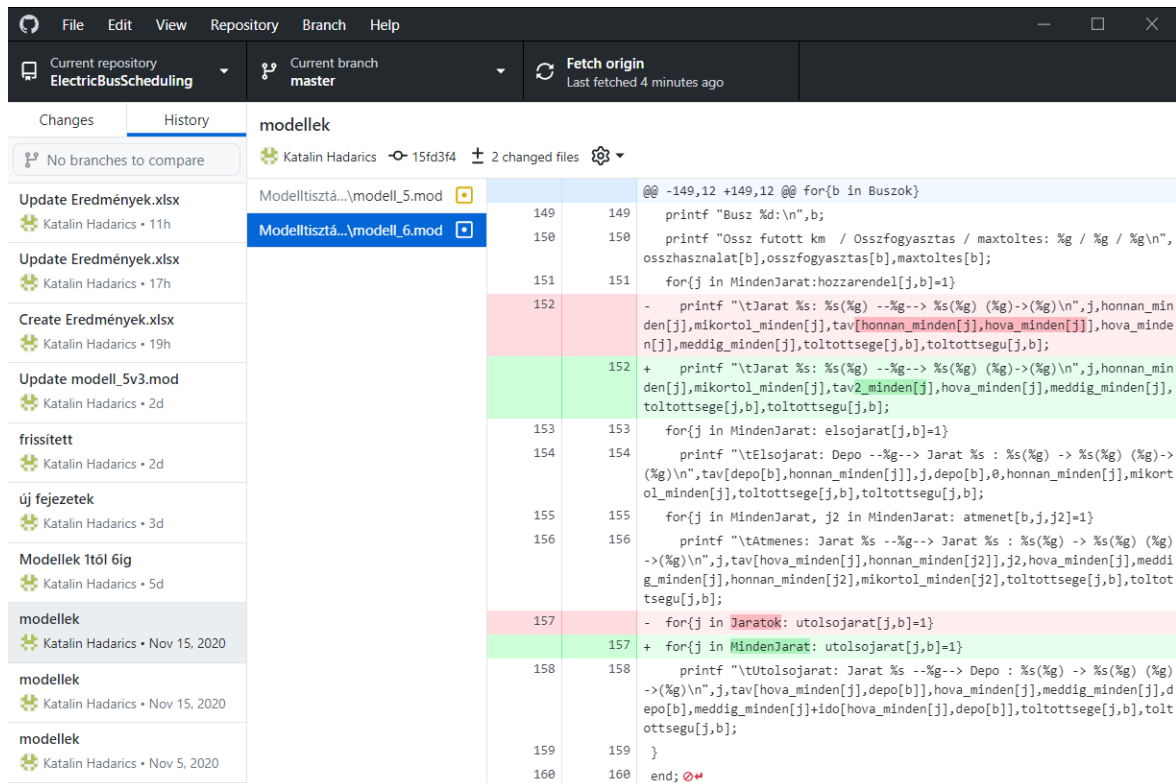 File Edit View Repository Branch Help
Current repository
ElectricBusScheduling
Current branch
master
Fetch origin
Last fetched 4 minutes ago
Changes History
No branches to compare
Update Eredmények.xlsx
Katalin Hadarics • 11h
Update Eredmények.xlsx
Katalin Hadarics • 17h
Create Eredmények.xlsx
Katalin Hadarics • 19h
Update modell_5v3.mod
Katalin Hadarics • 2d
frissített
Katalin Hadarics • 2d
új fejezetek
Katalin Hadarics • 3d
Modellek 1től 6ig
Katalin Hadarics • 5d
modellek
Katalin Hadarics • Nov 15, 2020
modellek
Katalin Hadarics • Nov 15, 2020
modellek
Katalin Hadarics • Nov 5, 2020
modellek
Katalin Hadarics 15fd3f4 2 changed files
Modelltisztá...\modell_5.mod
Modelltisztá...\modell_6.mod
@@ -149,12 +149,12 @@ for{b in Buszok}
149 149 printf "Busz %d:\n",b;
150 150 printf "Ossz futott km / Osszfogyasztas / maxtoltes: %g / %g / %g\n",
osszhasznalat[b],osszfogyasztas[b],maxtoltes[b];
151 151 for{j in MindenJarat:hozzarendel[j,b]=1}
152 - printf "\tJarat %s: %s(%g) --%g--> %s(%g) (%g)->(%g)\n",j,honnan_min
den[j],mikortol_minden[j],tav[honnan_minden[j],hova_minden[j]],hova_minde
n[j],meddig_minden[j],toltottsege[j,b],toltottsegu[j,b];
152 + printf "\tJarat %s: %s(%g) --%g--> %s(%g) (%g)->(%g)\n",j,honnan_min
den[j],mikortol_minden[j],tav2_minden[j],hova_minden[j],meddig_minden[j],
toltottsege[j,b],toltottsegu[j,b];
153 153 for{j in MindenJarat: elsojarat[j,b]=1}
154 154 printf "\tElsojarat: Depo --%g--> Jarat %s : %s(%g) -> %s(%g) (%g)->
(%g)\n",tav[depo[b],honnan_minden[j]],j,depo[b],0,honnan_minden[j],mikort
ol_minden[j],toltottsege[j,b],toltottsegu[j,b];
155 155 for{j in MindenJarat, j2 in MindenJarat: atmenet[b,j,j2]=1}
156 156 printf "\tAtmenes: Jarat %s --%g--> Jarat %s : %s(%g) -> %s(%g) (%g)
->(%g)\n",j,tav[hova_minden[j],honnan_minden[j2]],j2,hova_minden[j],meddi
g_minden[j],honnan_minden[j2],mikortol_minden[j2],toltottsege[j,b],toltot
tsegu[j,b];
157 - for{j in Jaratok: utolsojarat[j,b]=1}
157 + for{j in MindenJarat: utolsojarat[j,b]=1}
158 158 printf "\tUtolsojarat: Jarat %s --%g--> Depo : %s(%g) -> %s(%g) (%g)
->(%g)\n",j,tav[hova_minden[j],depo[b]],hova_minden[j],meddig_minden[j],d
epo[b],meddig_minden[j]+ido[hova_minden[j],depo[b]],toltottsege[j,b],tolt
ottsegu[j,b];
159 159 }
160 160 end;